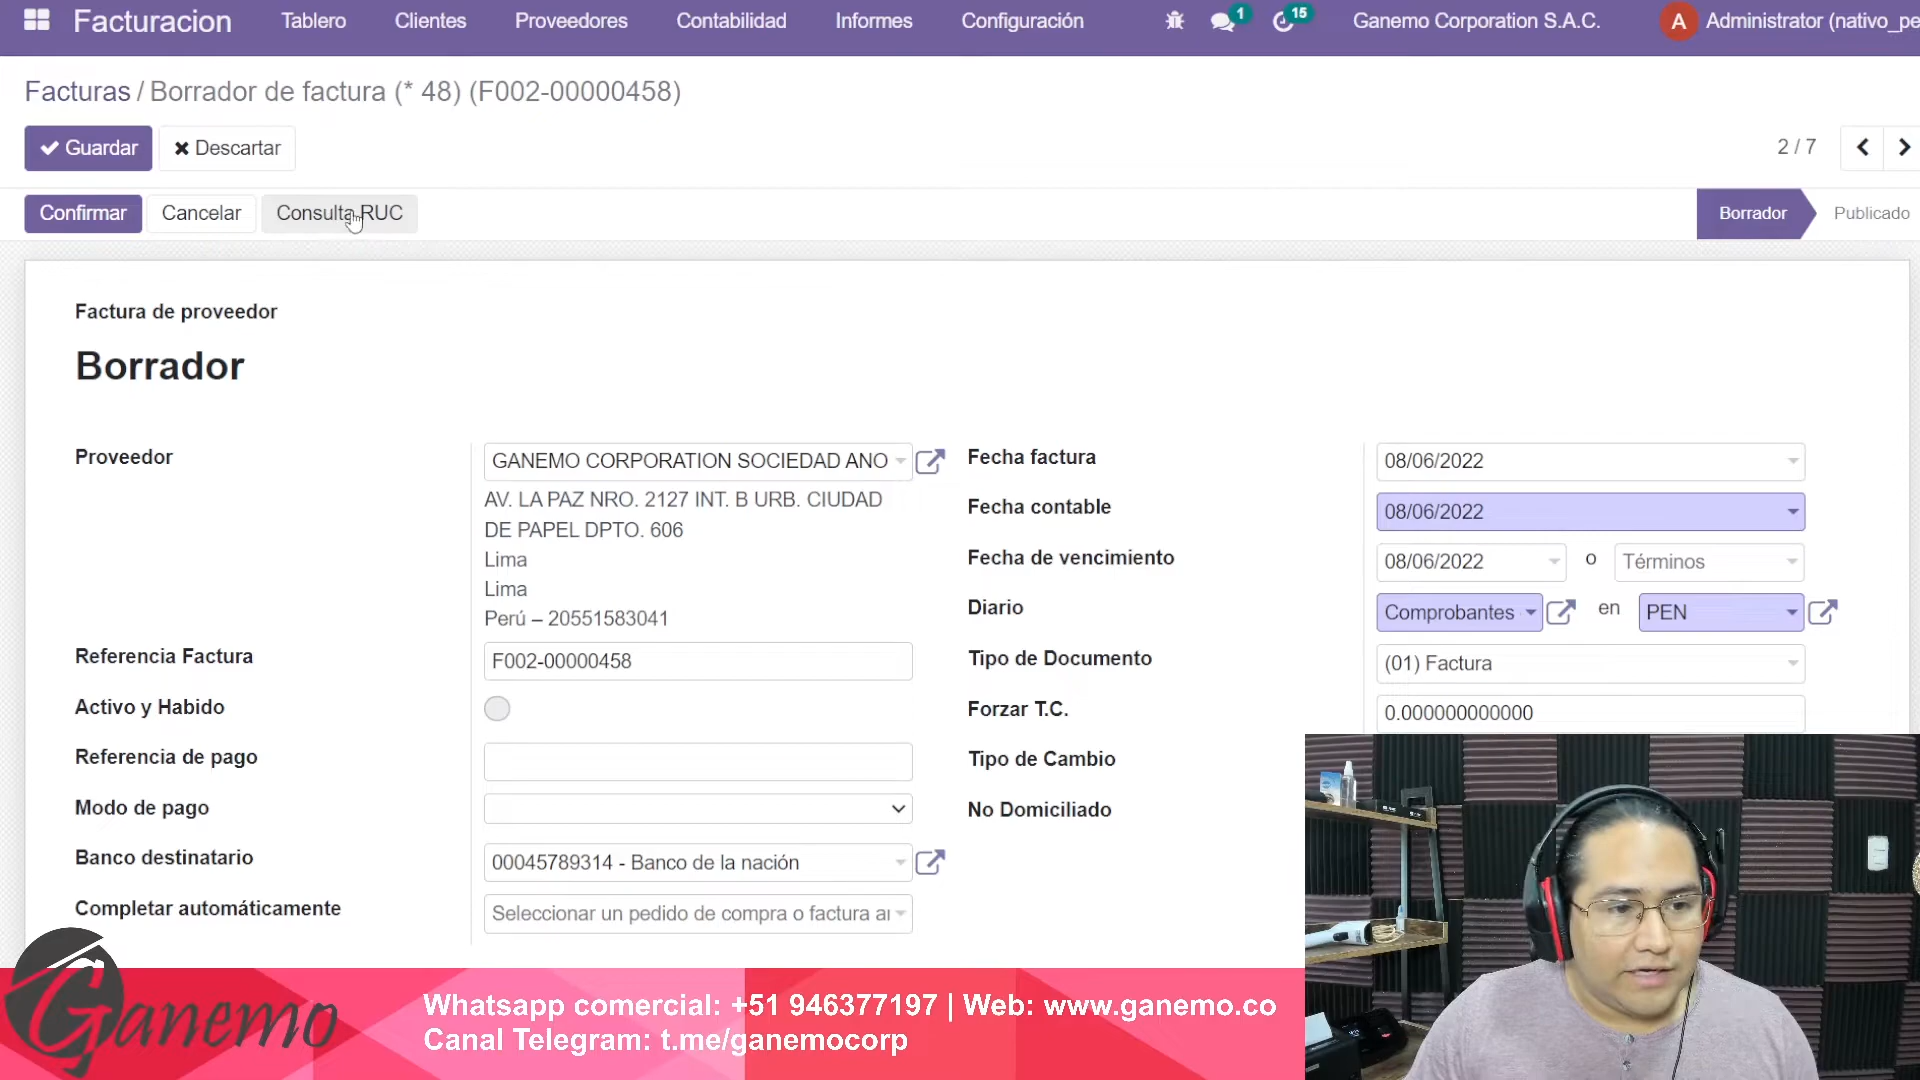 Facturacion
Tablero
Clientes
Proveedores
Contabilidad
Informes
Configuración
1
15
Ganemo Corporation S.A.C.
A
Administrator (nativo_pe
Facturas / Borrador de factura (* 48) (F002-00000458)
Guardar
Descartar
2 / 7
Confirmar
Cancelar
Consulta RUC
Borrador
Publicado
Factura de proveedor
Borrador
Proveedor
GANEMO CORPORATION SOCIEDAD ANO
AV. LA PAZ NRO. 2127 INT. B URB. CIUDAD
DE PAPEL DPTO. 606
Lima
Lima
Perú – 20551583041
Referencia Factura
F002-00000458
Activo y Habido
Referencia de pago
Modo de pago
Banco destinatario
00045789314 - Banco de la nación
Completar automáticamente
Seleccionar un pedido de compra o factura ar
Fecha factura
08/06/2022
Fecha contable
08/06/2022
Fecha de vencimiento
08/06/2022
o
Términos
Diario
Comprobantes
en
PEN
Tipo de Documento
(01) Factura
Forzar T.C.
0.000000000000
Tipo de Cambio
No Domiciliado
Ganemo
Whatsapp comercial: +51 946377197 | Web: www.ganemo.co
Canal Telegram: t.me/ganemocorp